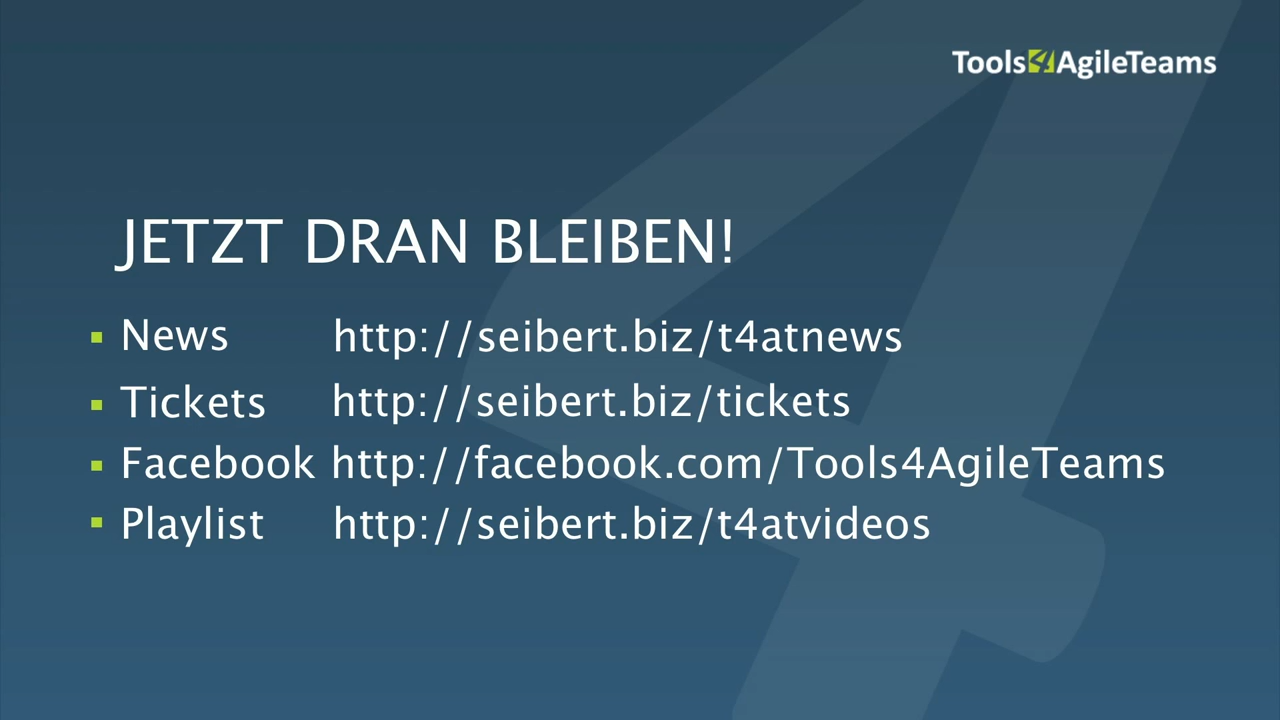 Tools4AgileTeams
JETZT DRAN BLEIBEN!
News http://seibert.biz/t4atnews
Tickets http://seibert.biz/tickets
Facebook http://facebook.com/Tools4AgileTeams
Playlist http://seibert.biz/t4atvideos